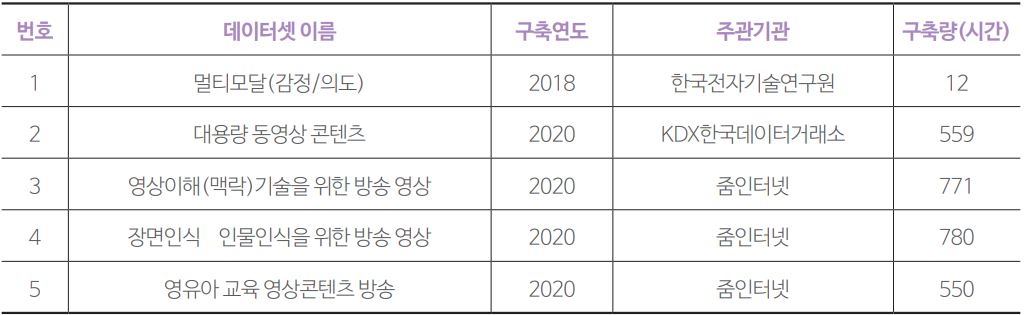 번호 데이터셋 이름 구축연도 주관기관 구축량(시간)
1 멀티모달(감정/의도) 2018 한국전자기술연구원 12
2 대용량 동영상 콘텐츠 2020 KDX한국데이터거래소 559
3 영상이해(맥락)기술을 위한 방송 영상 2020 줌인터넷 771
4 장면인식 인물인식을 위한 방송 영상 2020 줌인터넷 780
5 영유아 교육 영상콘텐츠 방송 2020 줌인터넷 550